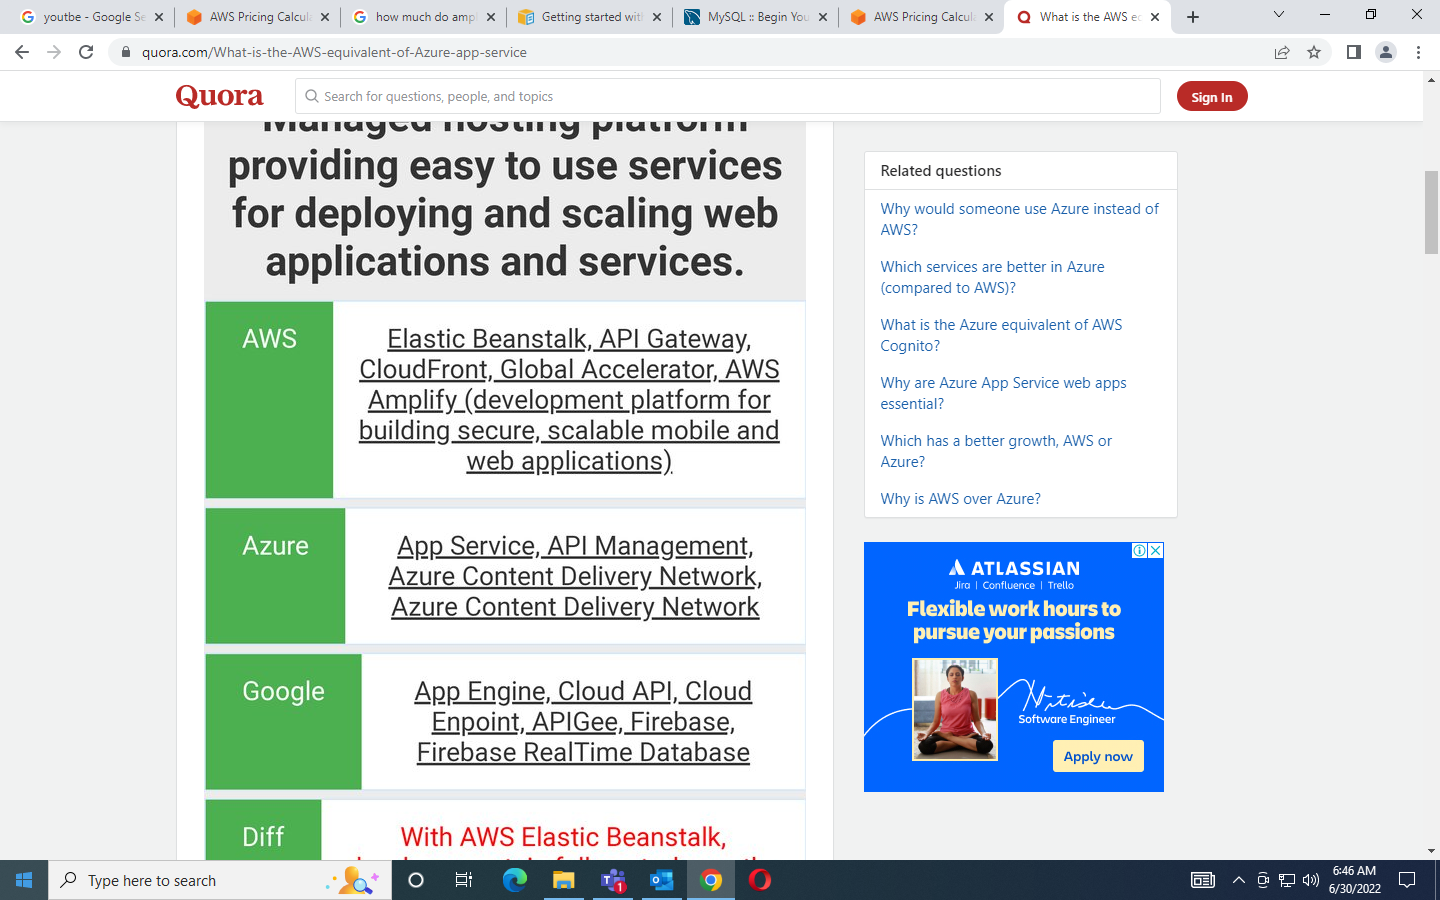 youtbe - Google Se
AWS Pricing Calcula
how much do amp
Getting started wit
MySQL :: Begin You
AWS Pricing Calcula
What is the AWS eq
quora.com/What-is-the-AWS-equivalent-of-Azure-app-service
Quora
Search for questions, people, and topics
Sign In
Managed hosting platform
providing easy to use services
for deploying and scaling web
applications and services.
AWS
Elastic Beanstalk, API Gateway,
CloudFront, Global Accelerator, AWS
Amplify (development platform for
building secure, scalable mobile and
web applications)
Azure
App Service, API Management,
Azure Content Delivery Network,
Azure Content Delivery Network
Google
App Engine, Cloud API, Cloud
Enpoint, APIGee, Firebase,
Firebase RealTime Database
Diff
With AWS Elastic Beanstalk,
Related questions
Why would someone use Azure instead of
AWS?
Which services are better in Azure
(compared to AWS)?
What is the Azure equivalent of AWS
Cognito?
Why are Azure App Service web apps
essential?
Which has a better growth, AWS or
Azure?
Why is AWS over Azure?
ATLASSIAN
Jira | Confluence | Trello
Flexible work hours to
pursue your passions
Software Engineer
Apply now
Type here to search
1
6:46 AM
6/30/2022